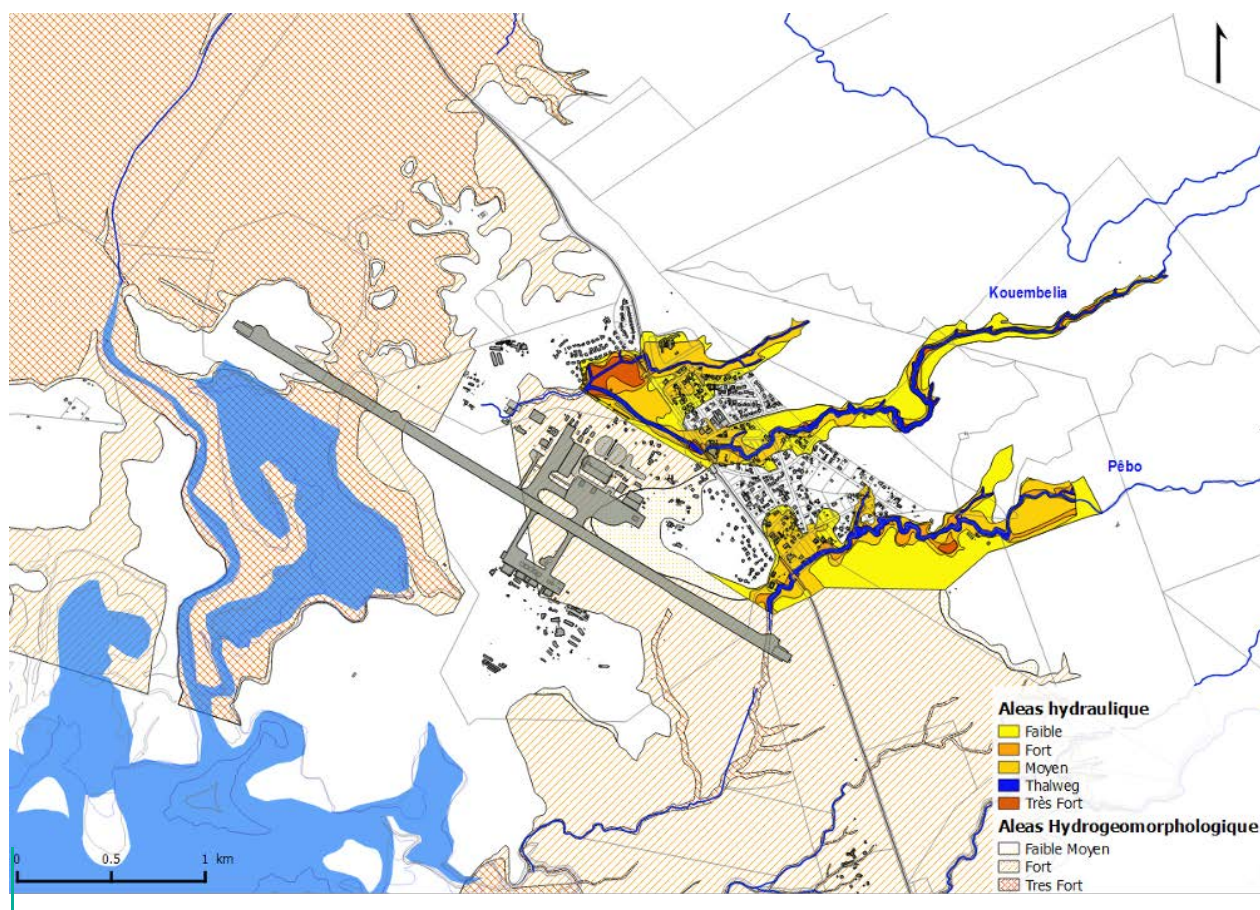 Kouembelia
Pêbo
Aleas hydraulique
Faible
Fort
Moyen
Thalweg
Très Fort
Aleas Hydrogeomorphologique
Faible Moyen
Fort
Tres Fort
0 0.5 1 km